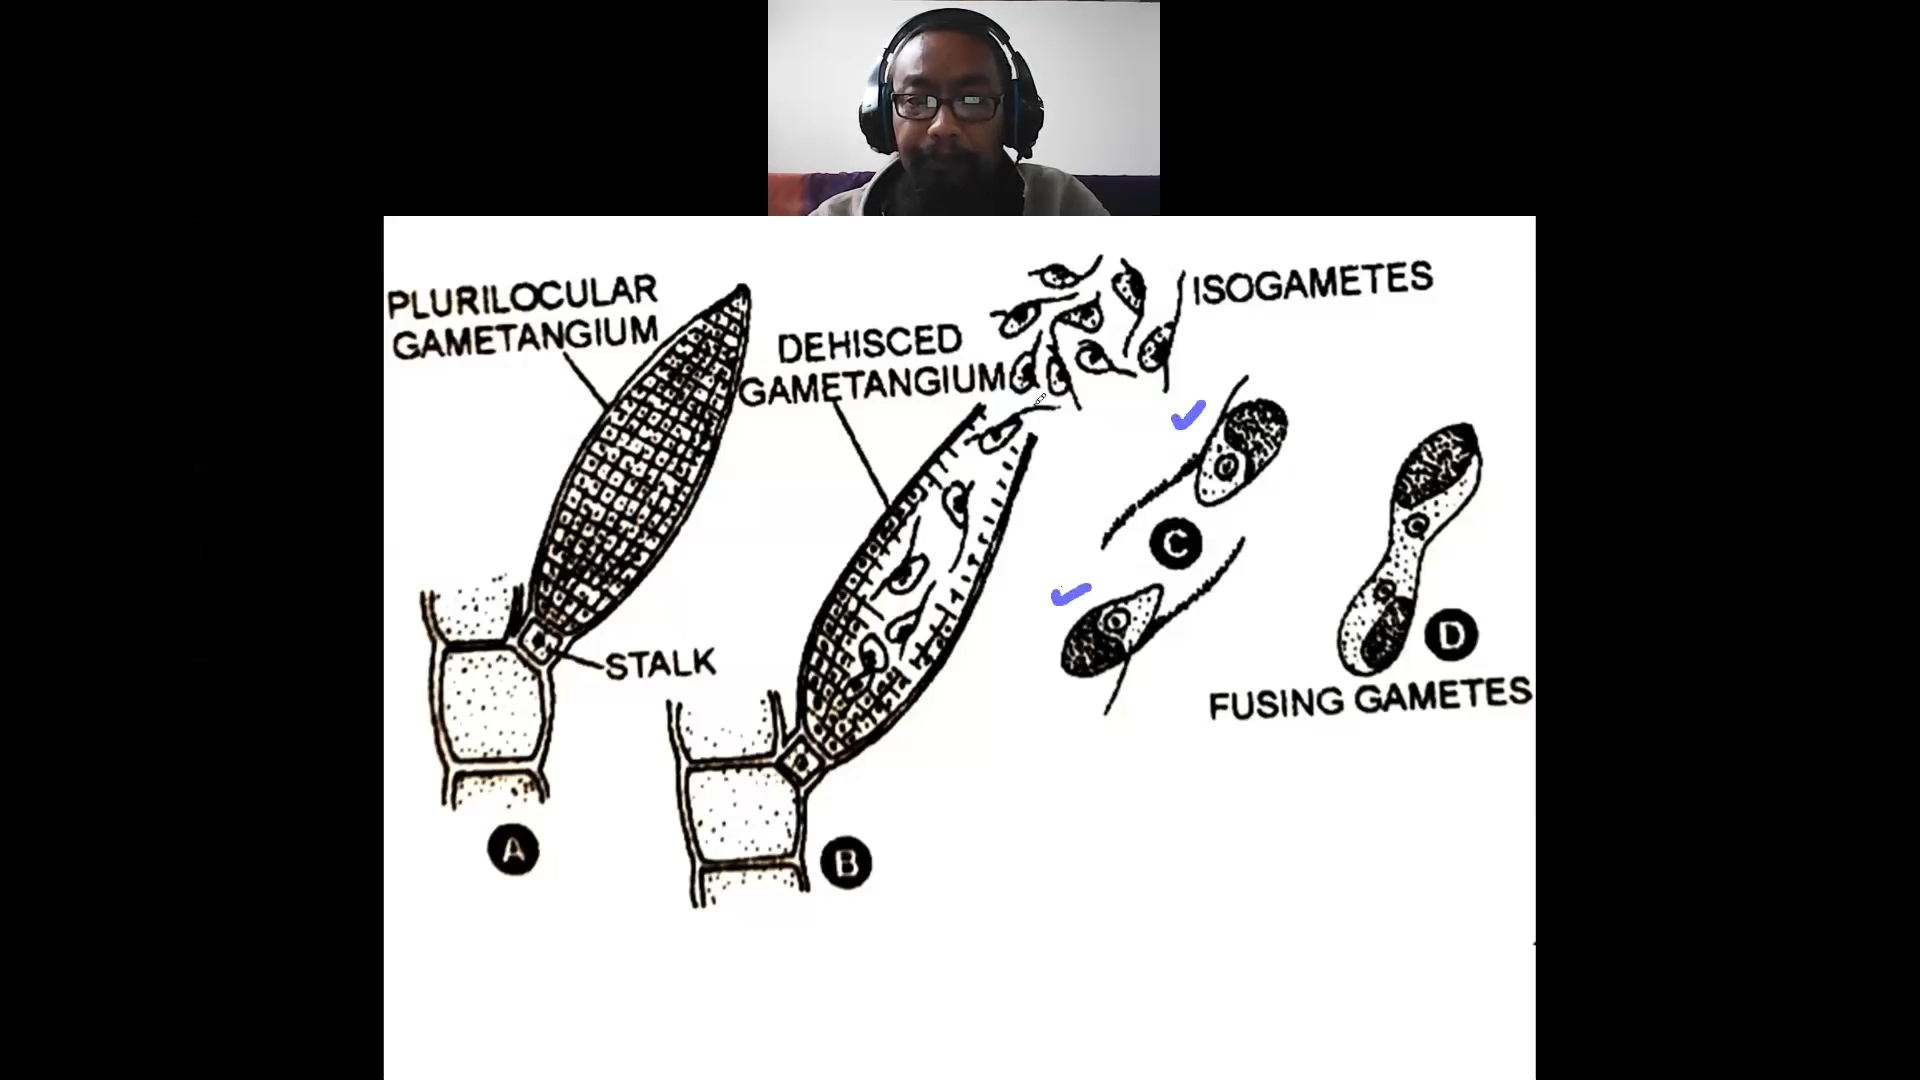 PLURILOCULAR
GAMETANGIUM
DEHISCED
GAMETANGIUM
ISOGAMETES
STALK
A
B
C
D
FUSING GAMETES